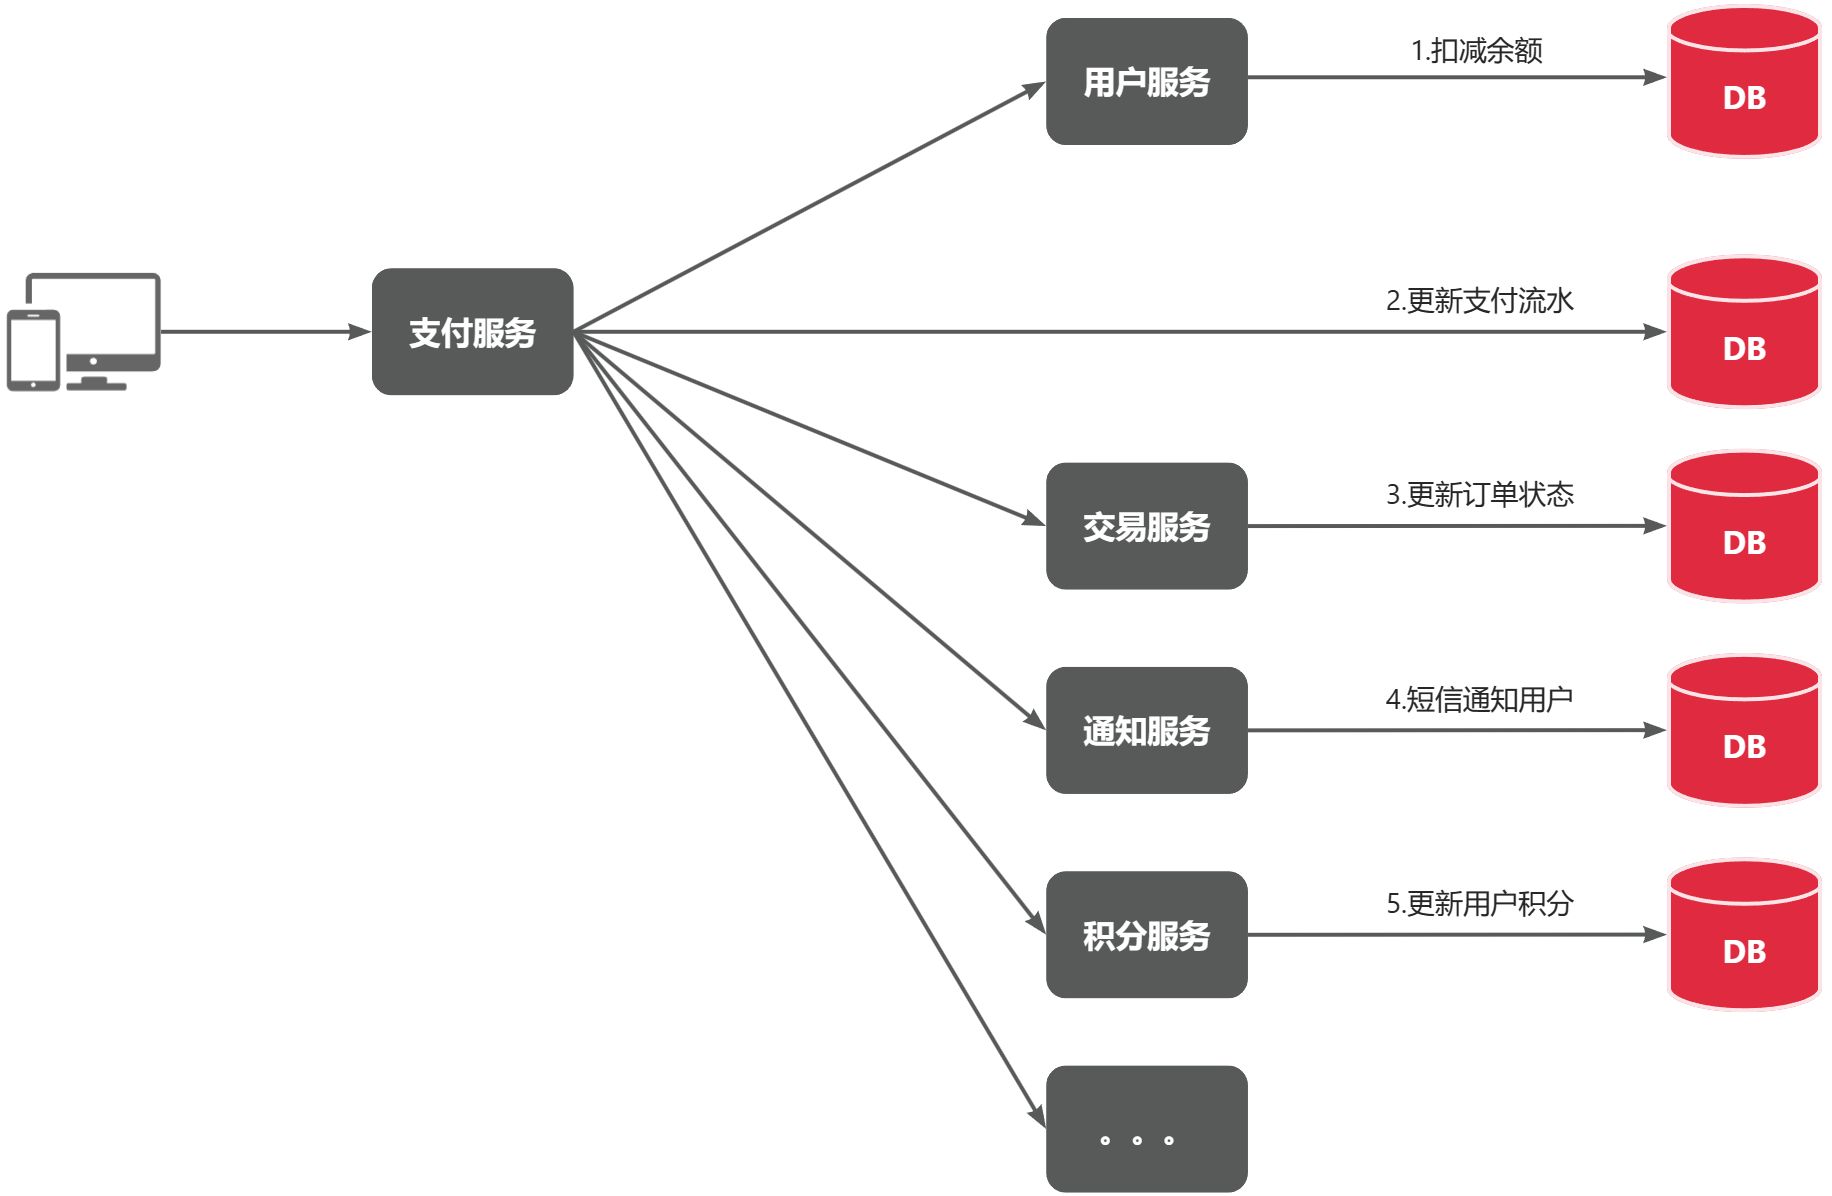 用户服务
1.扣减余额
DB
支付服务
2.更新支付流水
DB
交易服务
3.更新订单状态
DB
通知服务
4.短信通知用户
DB
积分服务
5.更新用户积分
DB
。。。